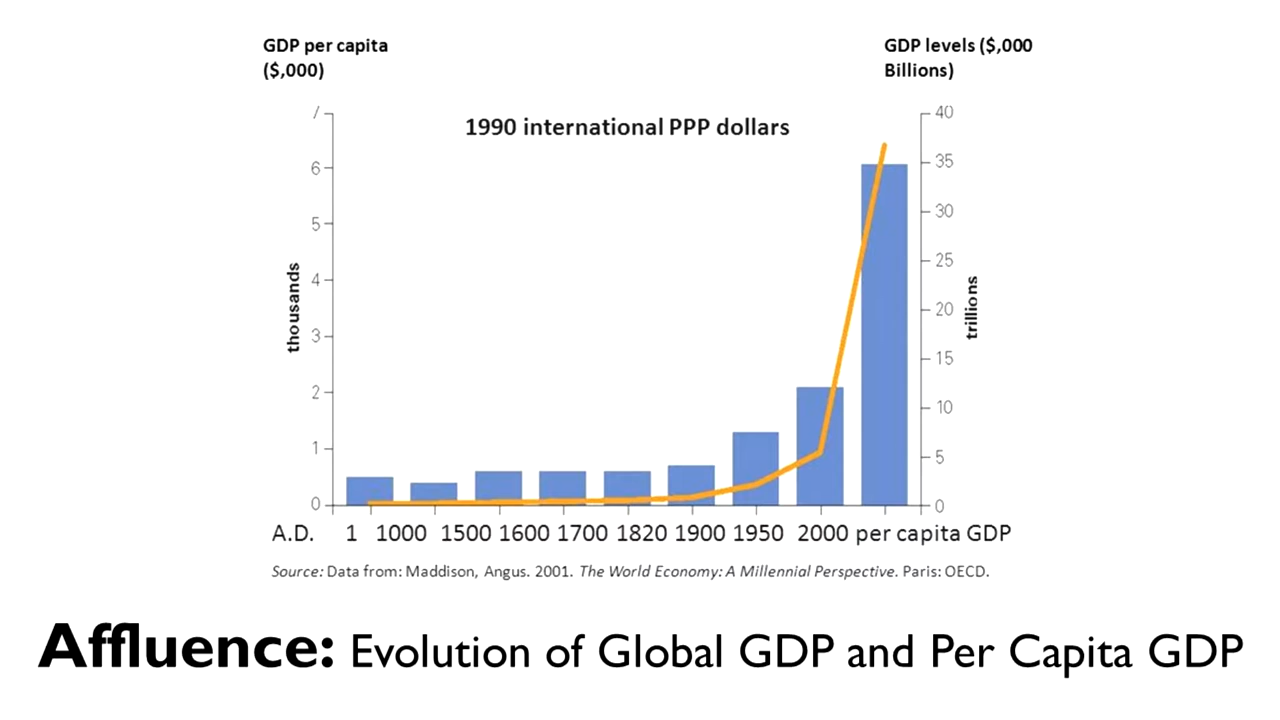 GDP per capita
($,000)
GDP levels ($,000
Billions)
1990 international PPP dollars
/
6
5
4
3
2
1
0
thousands
40
35
30
25
20
15
10
5
0
trillions
A.D. 1 1000 1500 1600 1700 1820 1900 1950 2000 per capita GDP
Source: Data from: Maddison, Angus. 2001. The World Economy: A Millennial Perspective. Paris: OECD.
Affluence: Evolution of Global GDP and Per Capita GDP